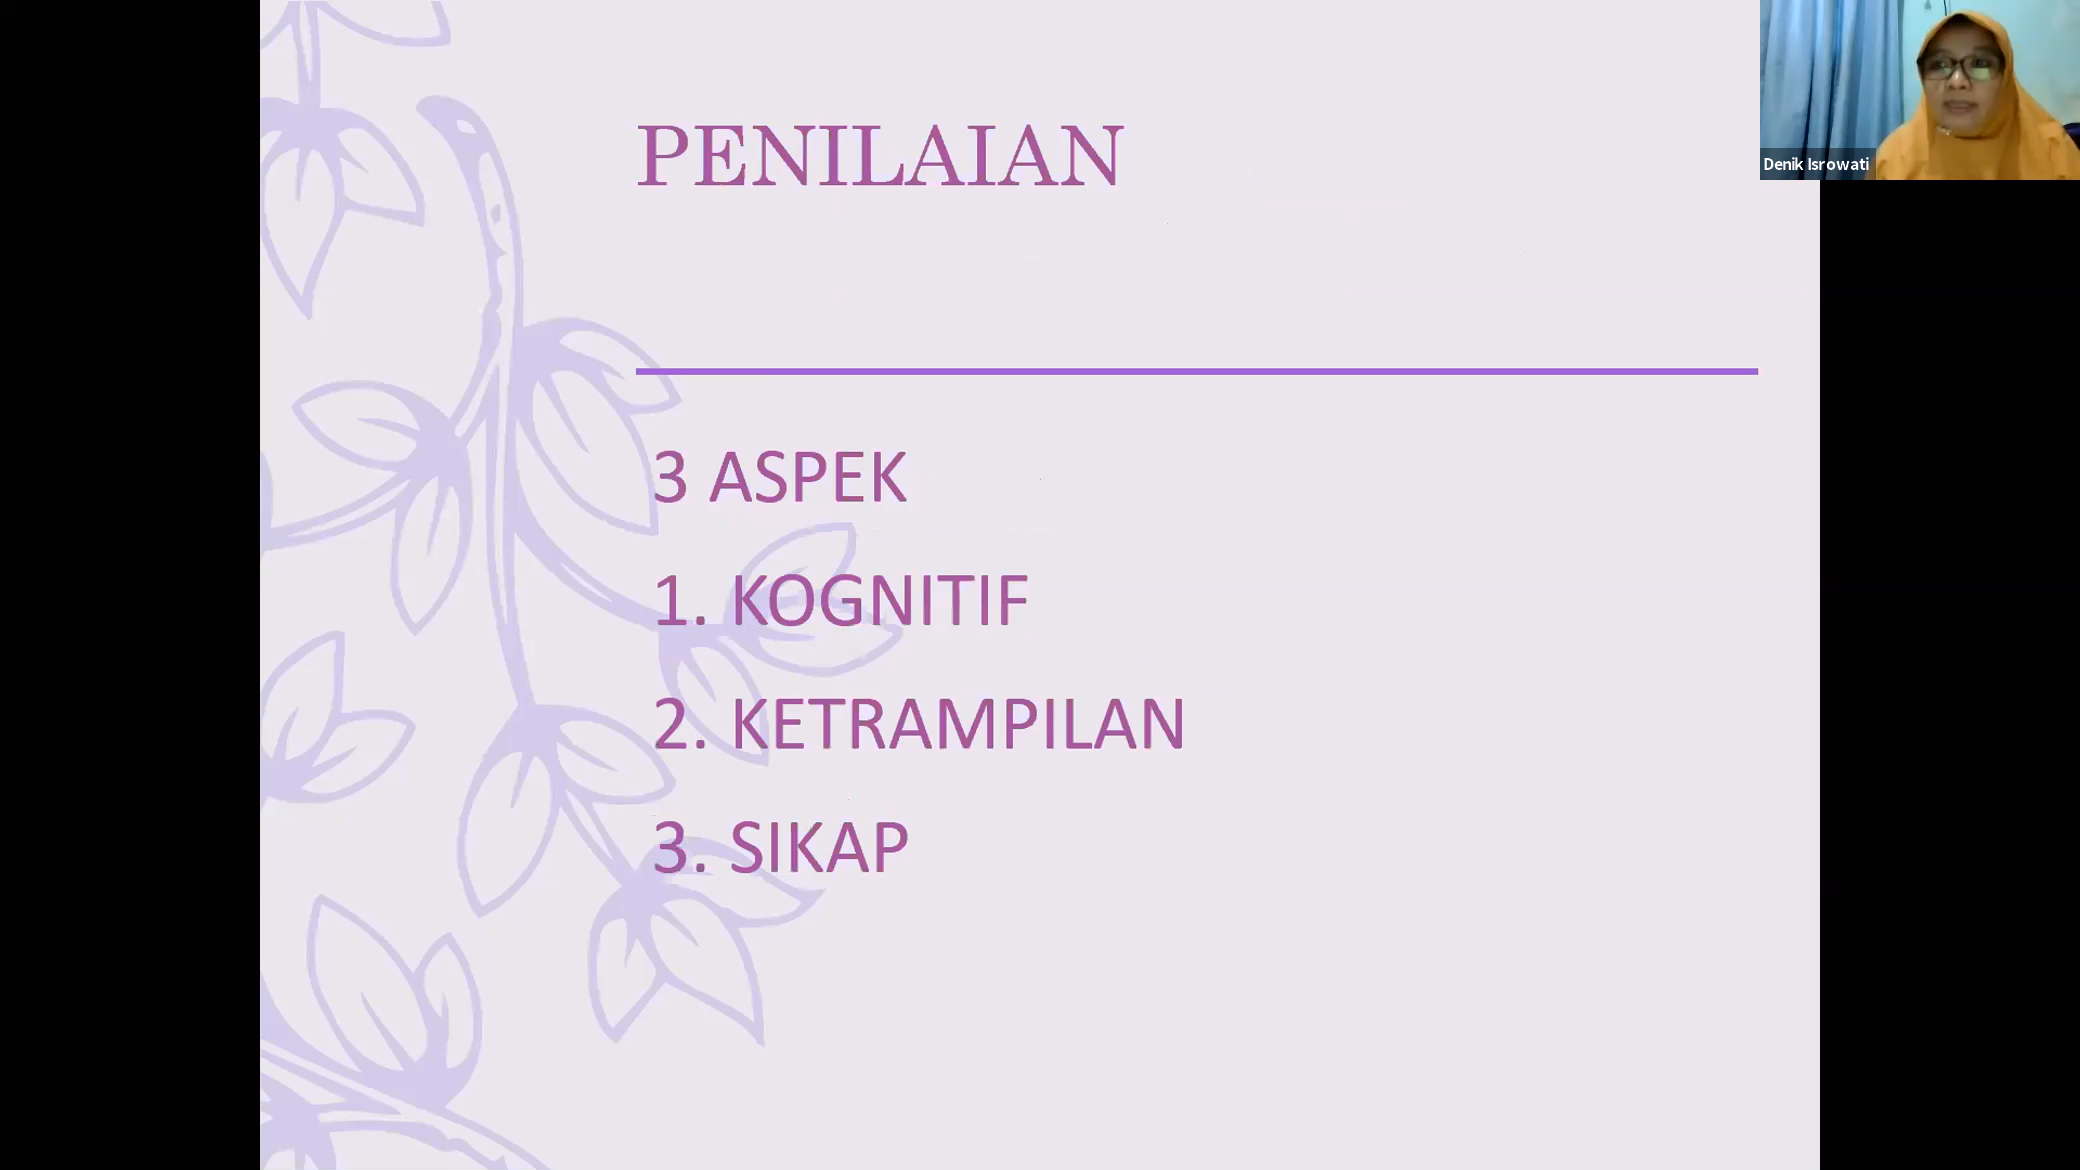 PENILAIAN
Denik Isrowati
3 ASPEK
1. KOGNITIF
2. KETRAMPILAN
3. SIKAP